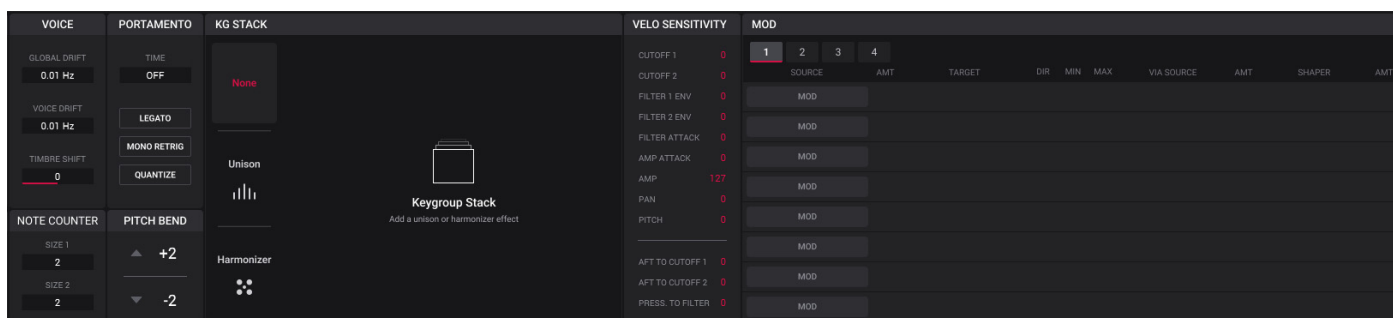 VOICE
GLOBAL DRIFT
0.01 Hz
VOICE DRIFT
0.01 Hz
TIMBRE SHIFT
0
NOTE COUNTER
SIZE 1
2
SIZE 2
2
PORTAMENTO
TIME
OFF
LEGATO
MONO RETRIG
QUANTIZE
PITCH BEND
+2
-2
KG STACK
None
Unison
Harmonizer
Keygroup Stack
Add a unison or harmonizer effect
VELO SENSITIVITY
CUTOFF 1 0
CUTOFF 2 0
FILTER 1 ENV 0
FILTER 2 ENV 0
FILTER ATTACK 0
AMP ATTACK 0
AMP 127
PAN 0
PITCH 0
AFT TO CUTOFF 1 0
AFT TO CUTOFF 2 0
PRESS. TO FILTER 0
MOD
1 2 3 4
SOURCE AMT TARGET DIR MIN MAX VIA SOURCE AMT SHAPER AMT
MOD
MOD
MOD
MOD
MOD
MOD
MOD
MOD